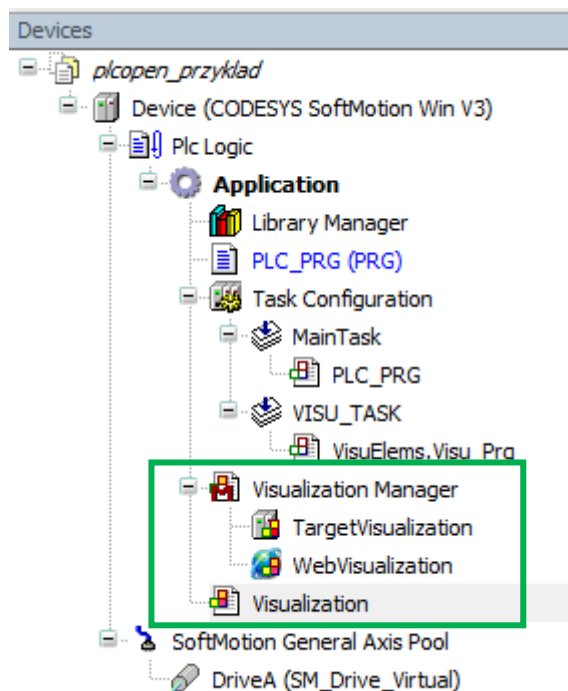 Devices
plcopen_przyklad
Device (CODESYS SoftMotion Win V3)
Plc Logic
Application
Library Manager
PLC_PRG (PRG)
Task Configuration
MainTask
PLC_PRG
VISU_TASK
VisuElems.Visu_Prg
Visualization Manager
TargetVisualization
WebVisualization
Visualization
SoftMotion General Axis Pool
DriveA (SM_Drive_Virtual)